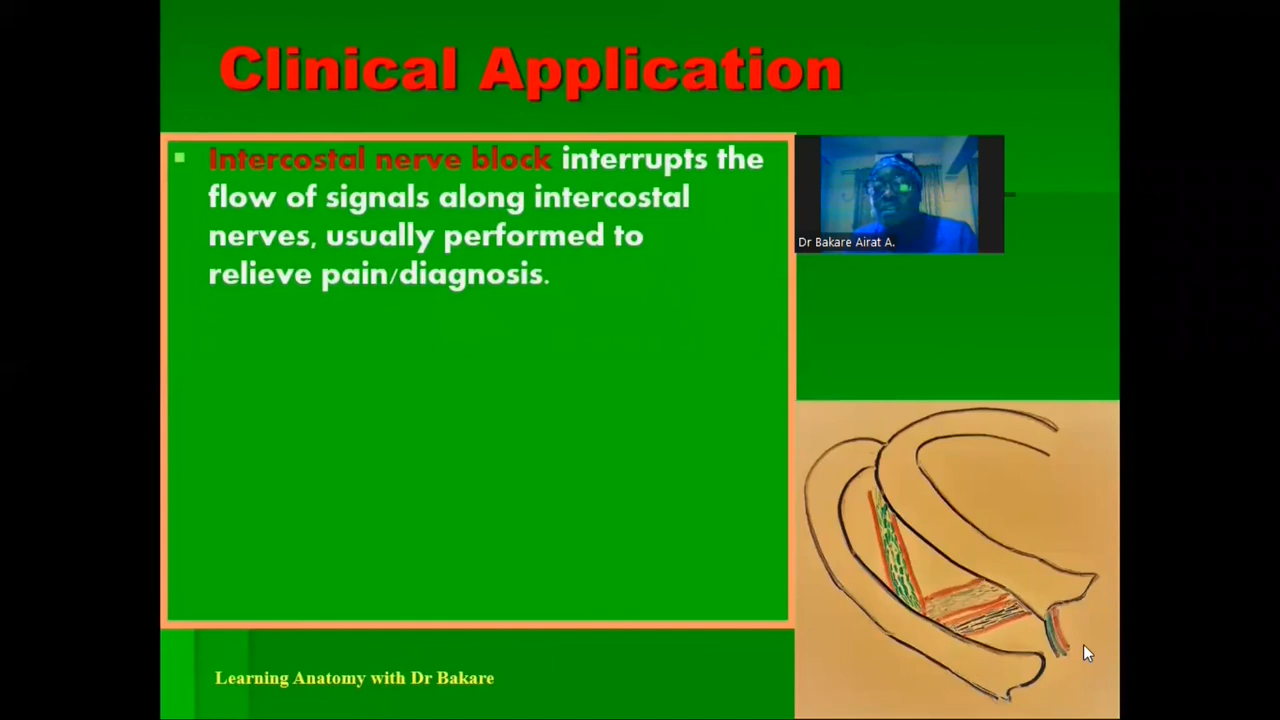 Clinical Application
Intercostal nerve block interrupts the
flow of signals along intercostal
nerves, usually performed to
relieve pain/diagnosis.
Dr Bakare Airat A.
Learning Anatomy with Dr Bakare